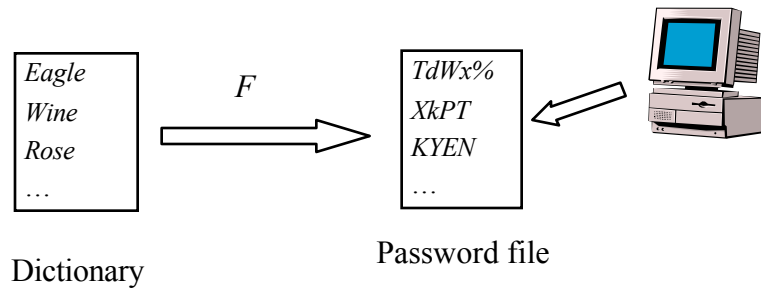 Eagle
Wine
Rose
…
F
TdWx%
XkPT
KYEN
…
Dictionary
Password file